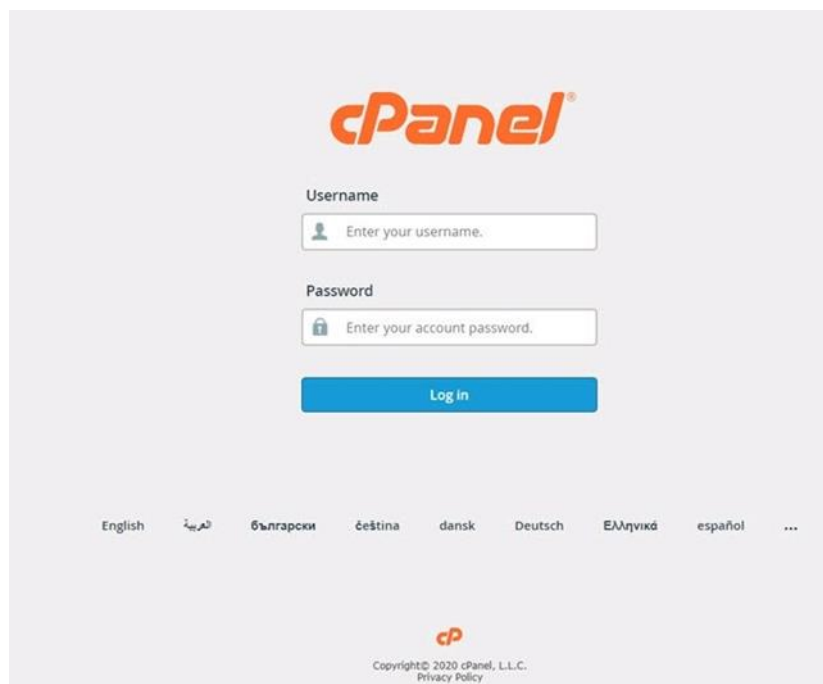 cPanel®
Username
Enter your username.
Password
Enter your account password.
Log in
English العربية български čeština dansk Deutsch Ελληνικά español ...
cP
Copyright© 2020 cPanel, L.L.C.
Privacy Policy